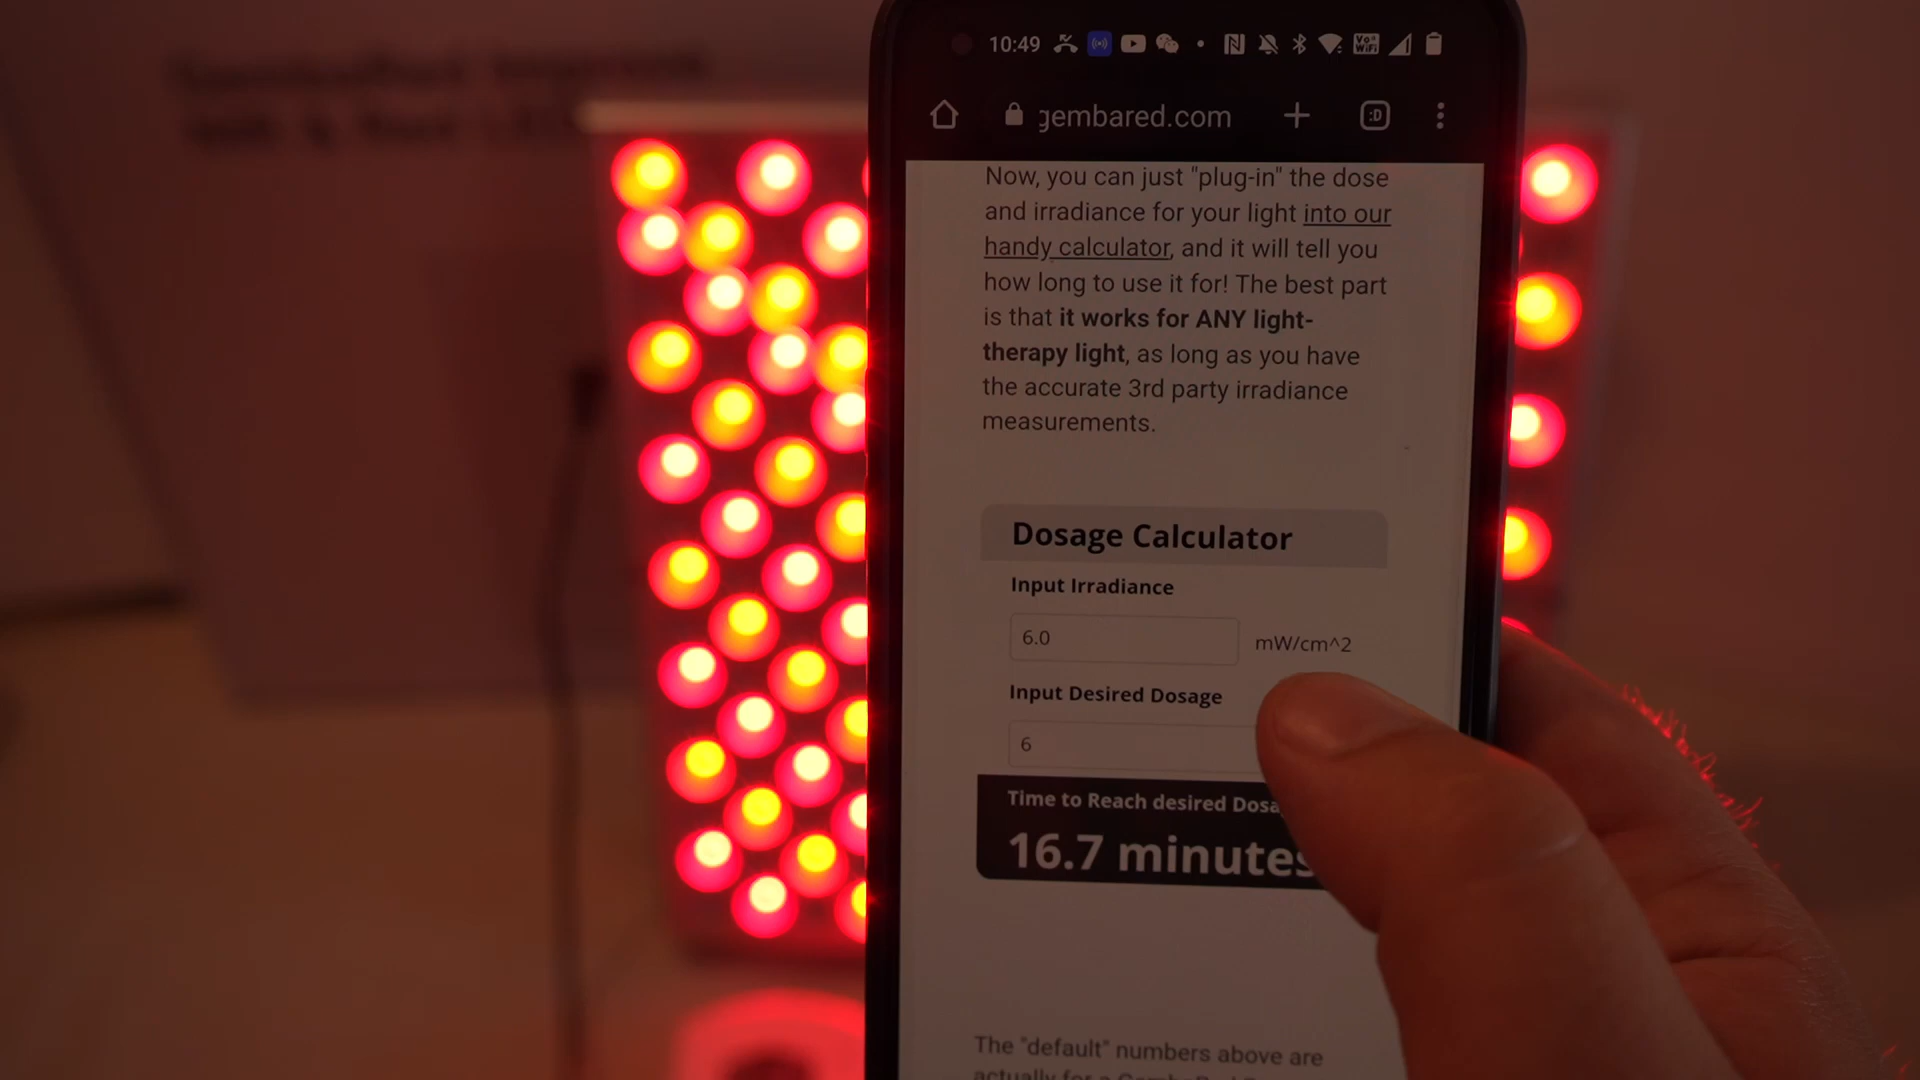 10:49
gembared.com
Now, you can just "plug-in" the dose
and irradiance for your light into our
handy calculator, and it will tell you
how long to use it for! The best part
is that it works for ANY light-
therapy light, as long as you have
the accurate 3rd party irradiance
measurements.
Dosage Calculator
Input Irradiance
6.0 mW/cm^2
Input Desired Dosage
6
Time to Reach desired
16.7 minutes
The "default" numbers above are
actually for a